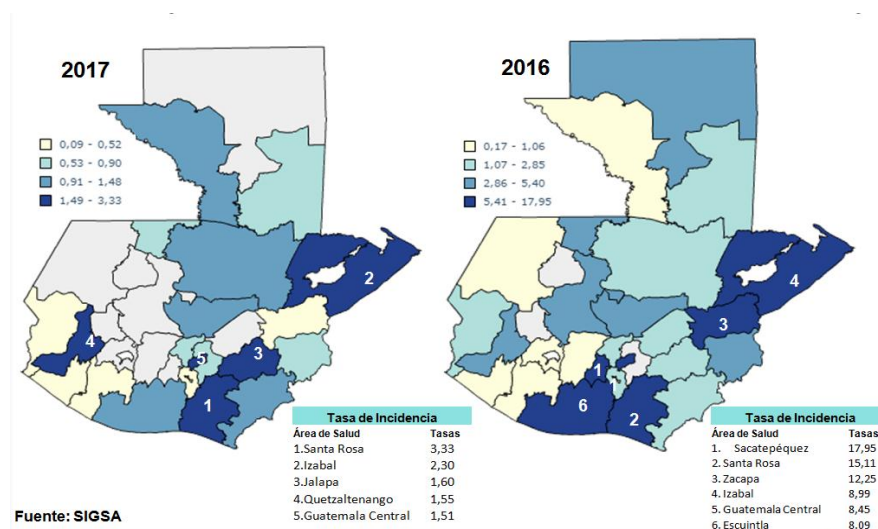 2017
0,09 - 0,52
0,53 - 0,90
0,91 - 1,48
1,49 - 3,33
2
4
5
3
1
Tasa de Incidencia
Área de Salud Tasas
1.Santa Rosa 3,33
2.Izabal 2,30
3.Jalapa 1,60
4.Quetzaltenango 1,55
5.Guatemala Central 1,51
Fuente: SIGSA
2016
0,17 - 1,06
1,07 - 2,85
2,86 - 5,40
5,41 - 17,95
4
3
1
1
6
2
Tasa de Incidencia
Área de Salud Tasas
1. Sacatepéquez 17,95
2. Santa Rosa 15,11
3. Zacapa 12,25
4. Izabal 8,99
5. Guatemala Central 8,45
6. Escuintla 8,09